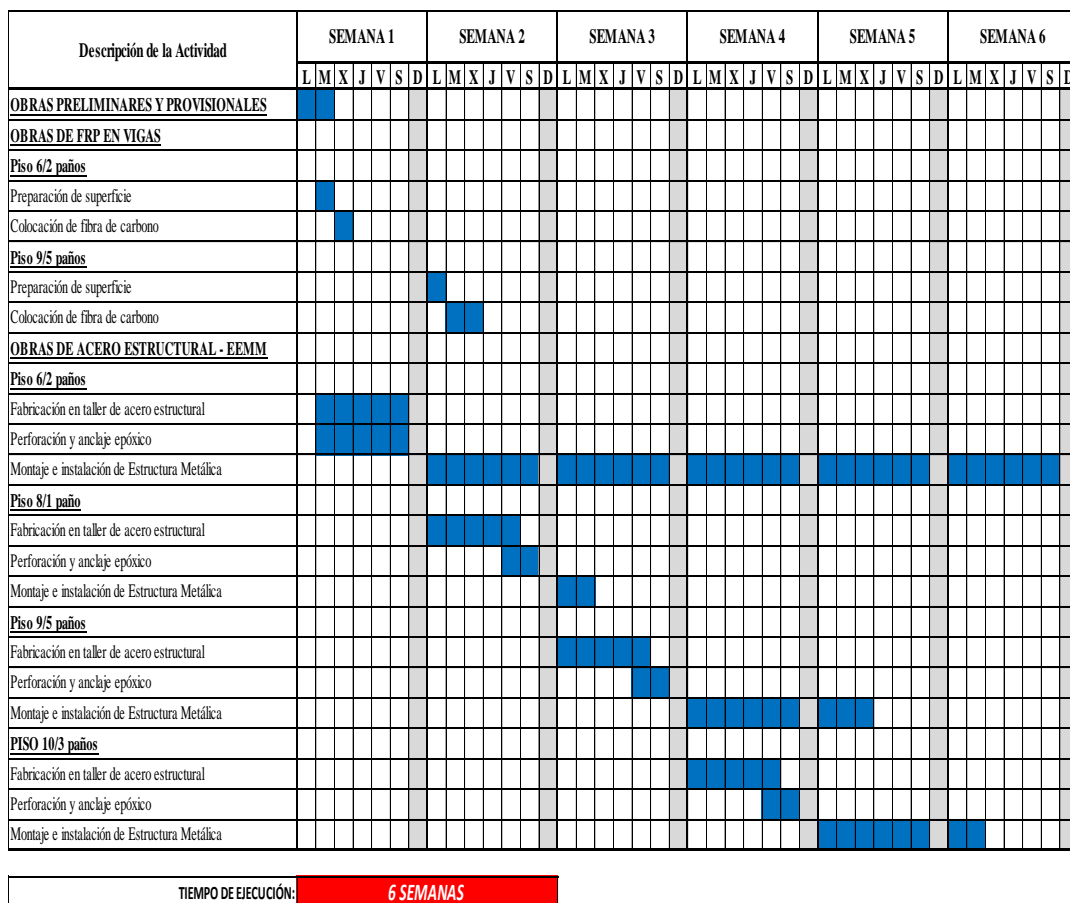 Descripción de la Actividad
SEMANA 1 SEMANA 2 SEMANA 3 SEMANA 4 SEMANA 5 SEMANA 6
L M X J V S D L M X J V S D L M X J V S D L M X J V S D L M X J V S D L M X J V S D
OBRAS PRELIMINARES Y PROVISIONALES
OBRAS DE FRP EN VIGAS
Piso 6/2 paños
Preparación de superficie
Colocación de fibra de carbono
Piso 9/5 paños
Preparación de superficie
Colocación de fibra de carbono
OBRAS DE ACERO ESTRUCTURAL - EEMM
Piso 6/2 paños
Fabricación en taller de acero estructural
Perforación y anclaje epóxico
Montaje e instalación de Estructura Metálica
Piso 8/1 paño
Fabricación en taller de acero estructural
Perforación y anclaje epóxico
Montaje e instalación de Estructura Metálica
Piso 9/5 paños
Fabricación en taller de acero estructural
Perforación y anclaje epóxico
Montaje e instalación de Estructura Metálica
PISO 10/3 paños
Fabricación en taller de acero estructural
Perforación y anclaje epóxico
Montaje e instalación de Estructura Metálica
TIEMPO DE EJECUCIÓN: 6 SEMANAS